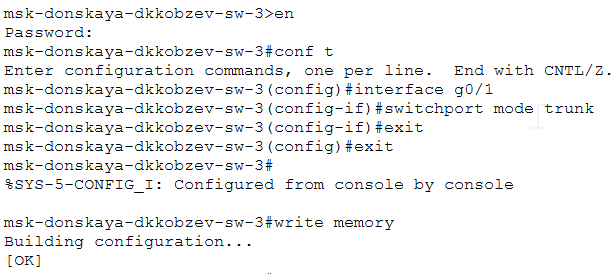 msk-donskaya-dkkobzev-sw-3>en
Password:
msk-donskaya-dkkobzev-sw-3#conf t
Enter configuration commands, one per line.  End with CNTL/Z.
msk-donskaya-dkkobzev-sw-3(config)#interface g0/1
msk-donskaya-dkkobzev-sw-3(config-if)#switchport mode trunk
msk-donskaya-dkkobzev-sw-3(config-if)#exit
msk-donskaya-dkkobzev-sw-3(config)#exit
msk-donskaya-dkkobzev-sw-3#
%SYS-5-CONFIG_I: Configured from console by console

msk-donskaya-dkkobzev-sw-3#write memory
Building configuration...
[OK]